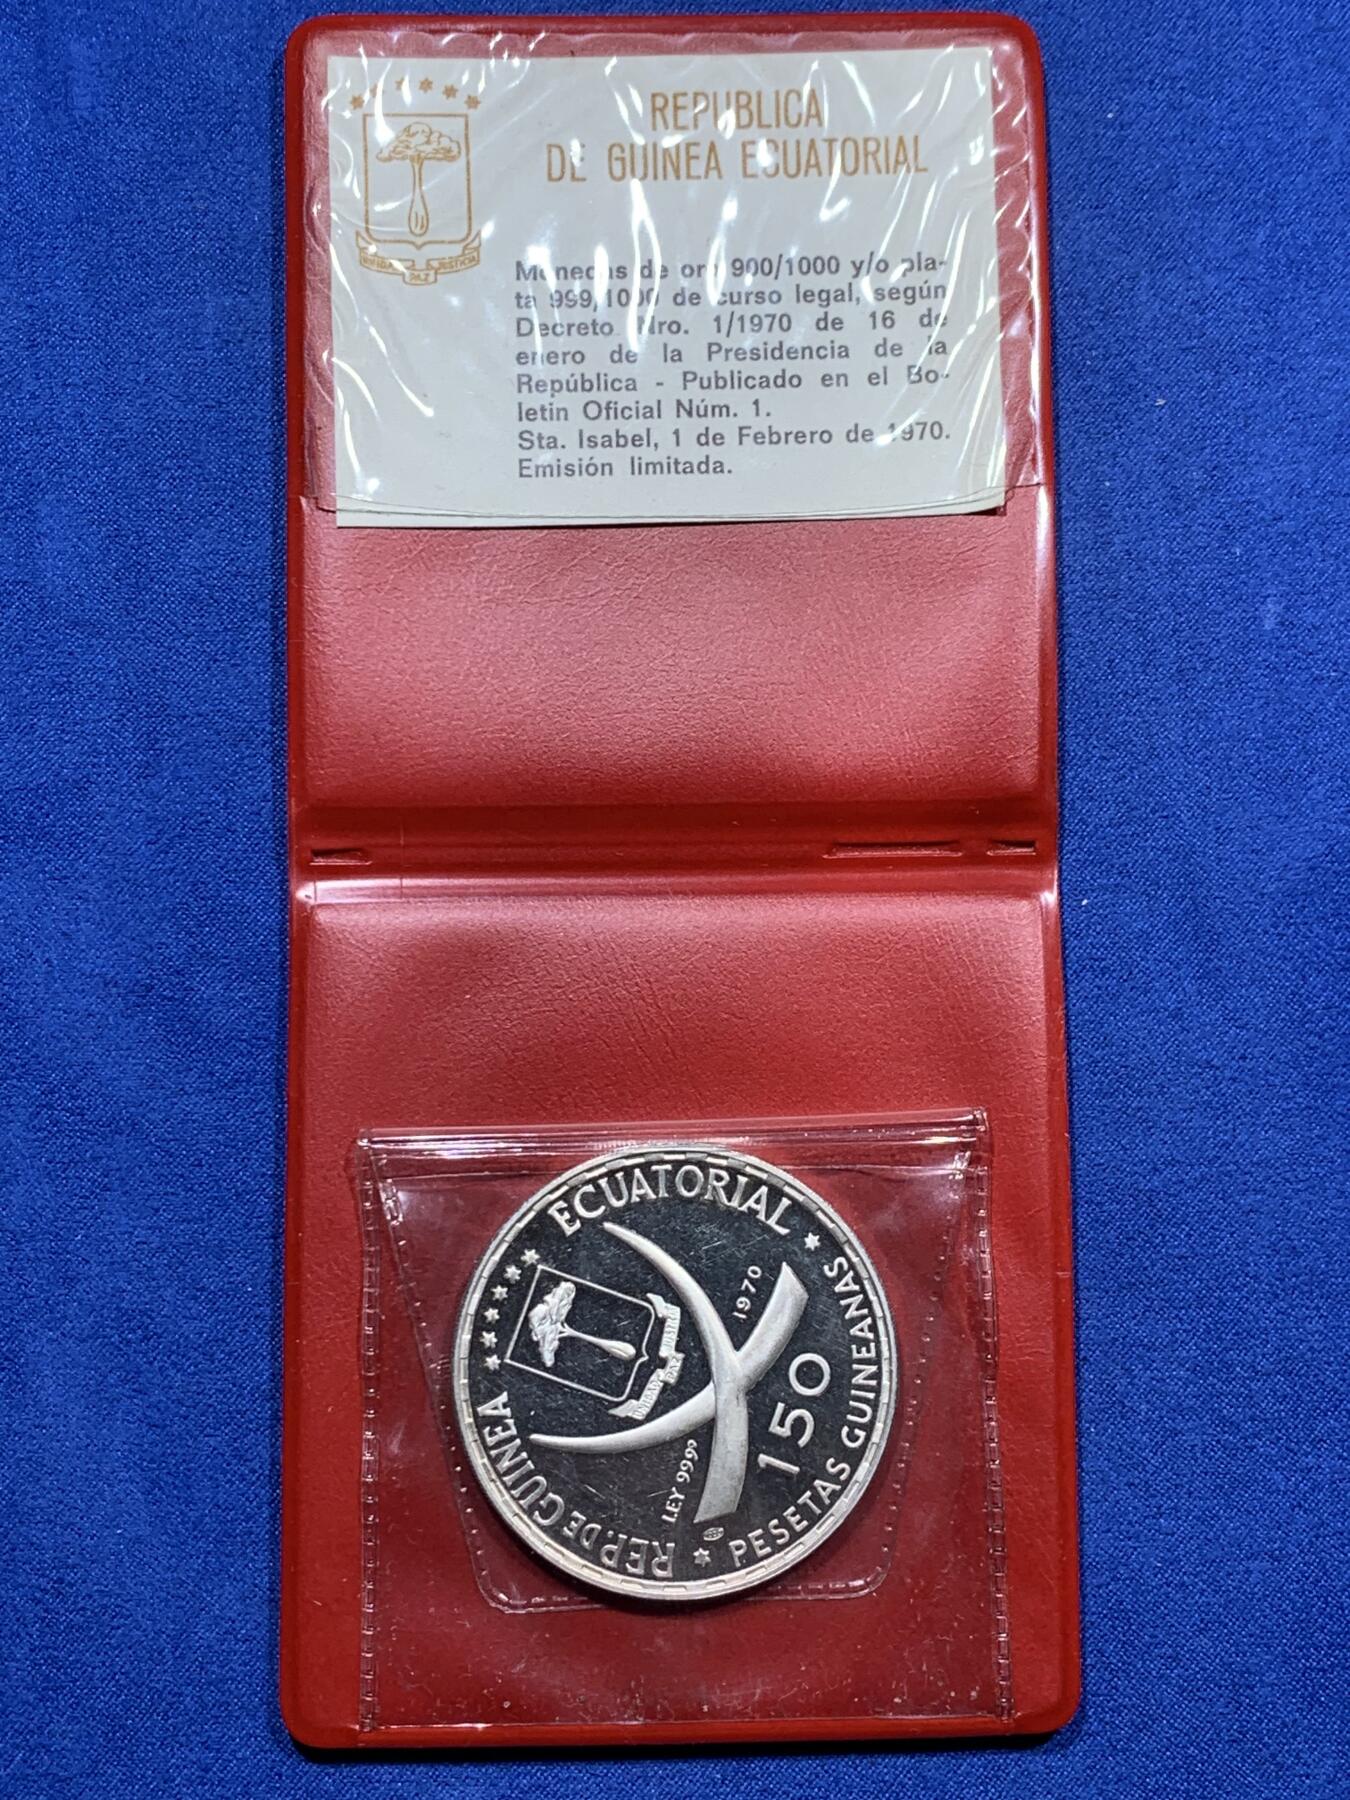 REPUBLICA
DE GUINEA ECUATORIAL
UNIDAD PAZ JUSTICIA
Monedas de oro 900/1000 y/o pla-
ta 999/1000 de curso legal, según
Decreto Nro. 1/1970 de 16 de
enero de la Presidencia de la
República - Publicado en el Bo-
letin Oficial Núm. 1.
Sta. Isabel, 1 de Febrero de 1970.
Emisión limitada.
REP. DE GUINEA ECUATORIAL
UNIDAD PAZ JUSTICIA
1970
LEY 9999
150
PESETAS GUINEANAS